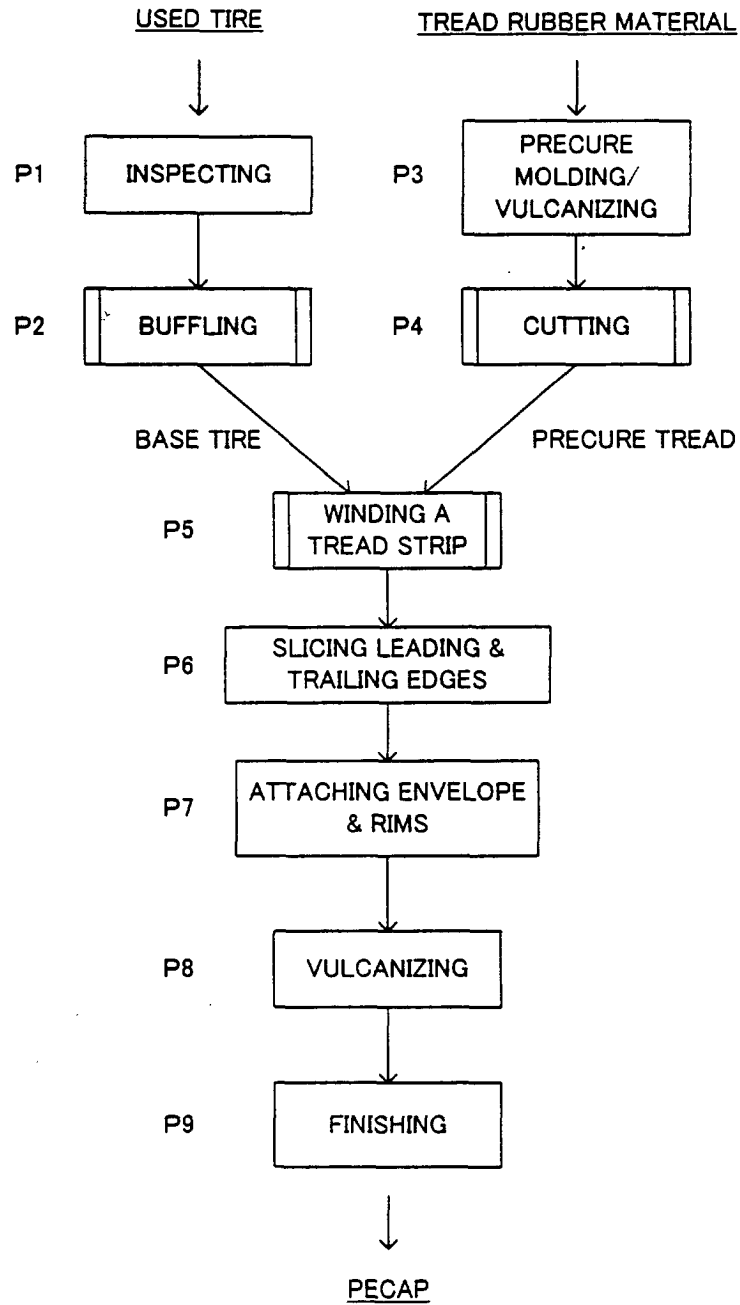 USED TIRE
TREAD RUBBER MATERIAL
P1
INSPECTING
P3
PRECURE
MOLDING/
VULCANIZING
P2
BUFFLING
P4
CUTTING
BASE TIRE
PRECURE TREAD
P5
WINDING A
TREAD STRIP
P6
SLICING LEADING &
TRAILING EDGES
P7
ATTACHING ENVELOPE
& RIMS
P8
VULCANIZING
P9
FINISHING
PECAP